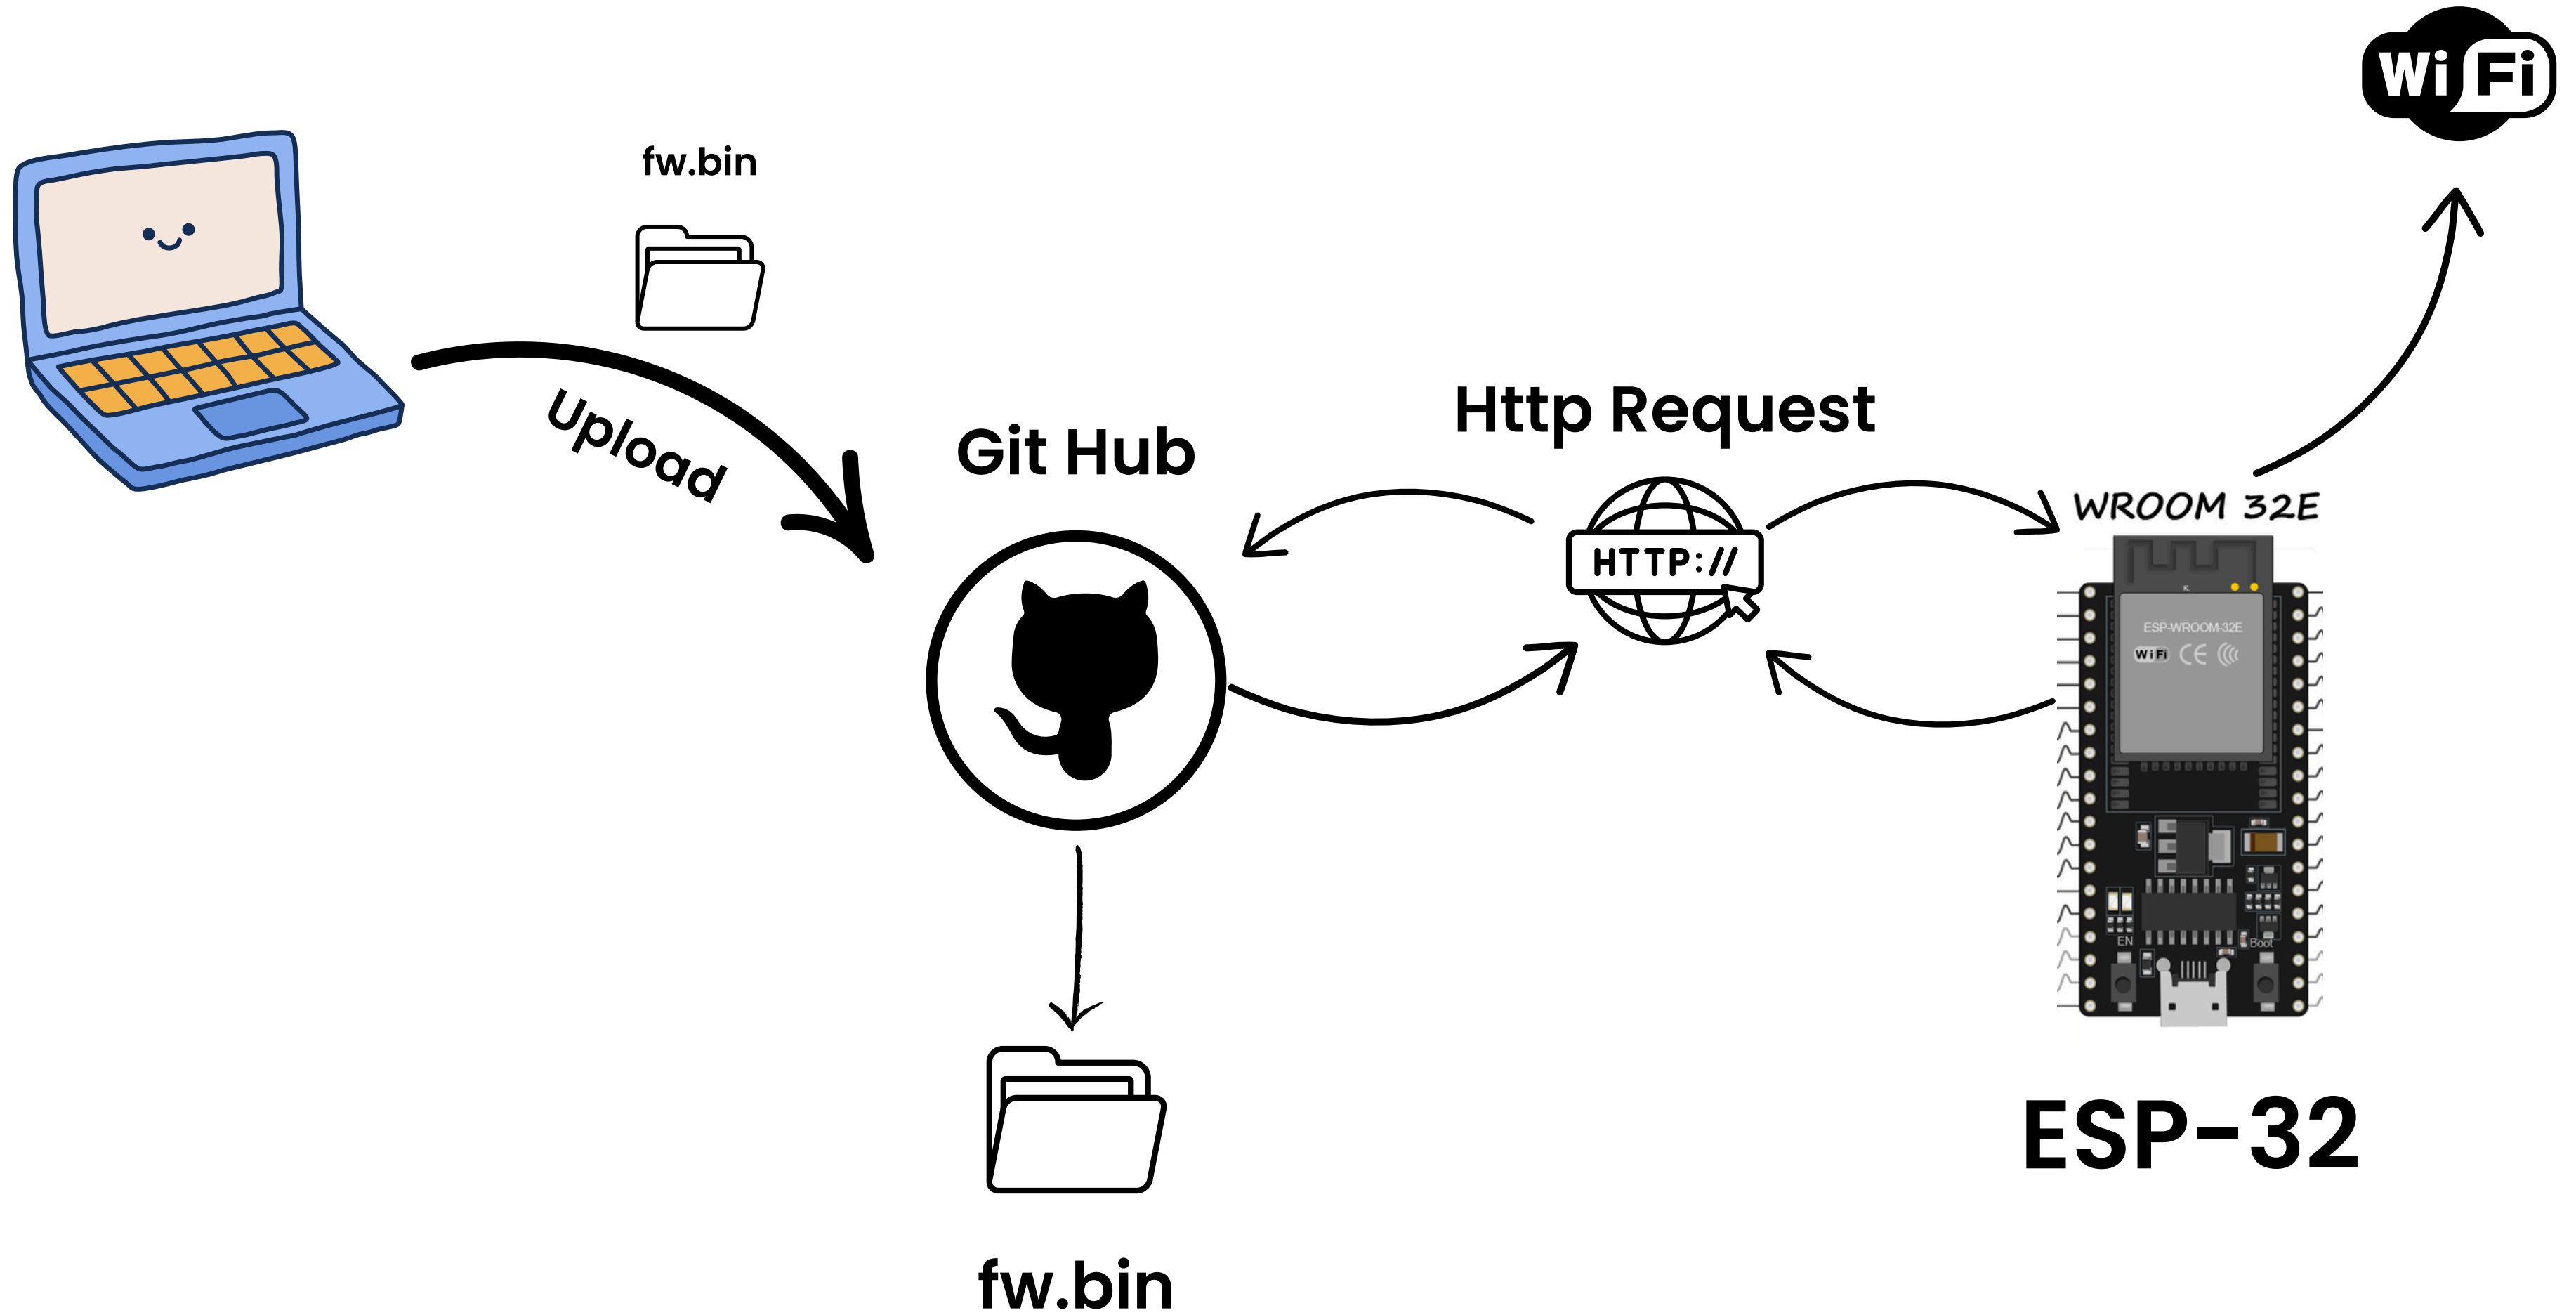 WiFi
fw.bin
Upload
Git Hub
Http Request
HTTP://
WROOM 32E
K
ESP-WROOM-32E
WiFi CE
EN
Boot
ESP-32
fw.bin